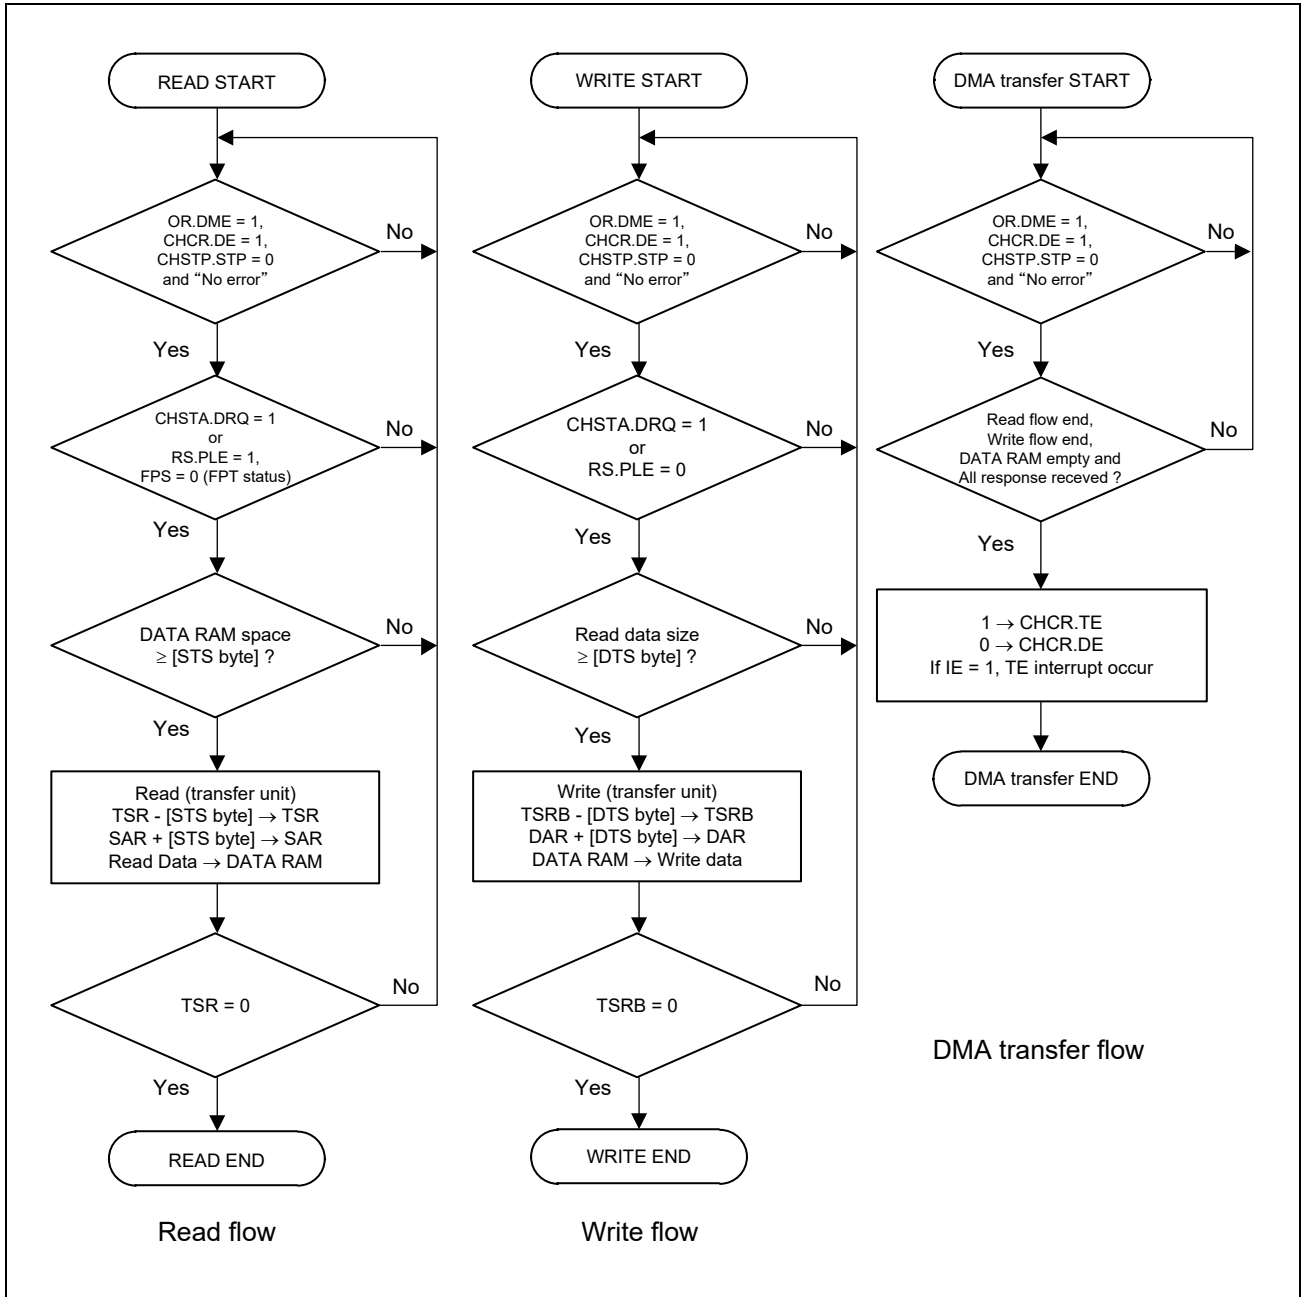 READ START
OR.DME = 1,
CHCR.DE = 1,
CHSTP.STP = 0
and “No error”
No
Yes
CHSTA.DRQ = 1
or
RS.PLE = 1,
FPS = 0 (FPT status)
No
Yes
DATA RAM space
≥ [STS byte] ?
No
Yes
Read (transfer unit)
TSR - [STS byte] → TSR
SAR + [STS byte] → SAR
Read Data → DATA RAM
TSR = 0
No
Yes
READ END
Read flow
WRITE START
OR.DME = 1,
CHCR.DE = 1,
CHSTP.STP = 0
and “No error”
No
Yes
CHSTA.DRQ = 1
or
RS.PLE = 0
No
Yes
Read data size
≥ [DTS byte] ?
No
Yes
Write (transfer unit)
TSRB - [DTS byte] → TSRB
DAR + [DTS byte] → DAR
DATA RAM → Write data
TSRB = 0
No
Yes
WRITE END
Write flow
DMA transfer START
OR.DME = 1,
CHCR.DE = 1,
CHSTP.STP = 0
and “No error”
No
Yes
Read flow end,
Write flow end,
DATA RAM empty and
All response receved ?
No
Yes
1 → CHCR.TE
0 → CHCR.DE
If IE = 1, TE interrupt occur
DMA transfer END
DMA transfer flow